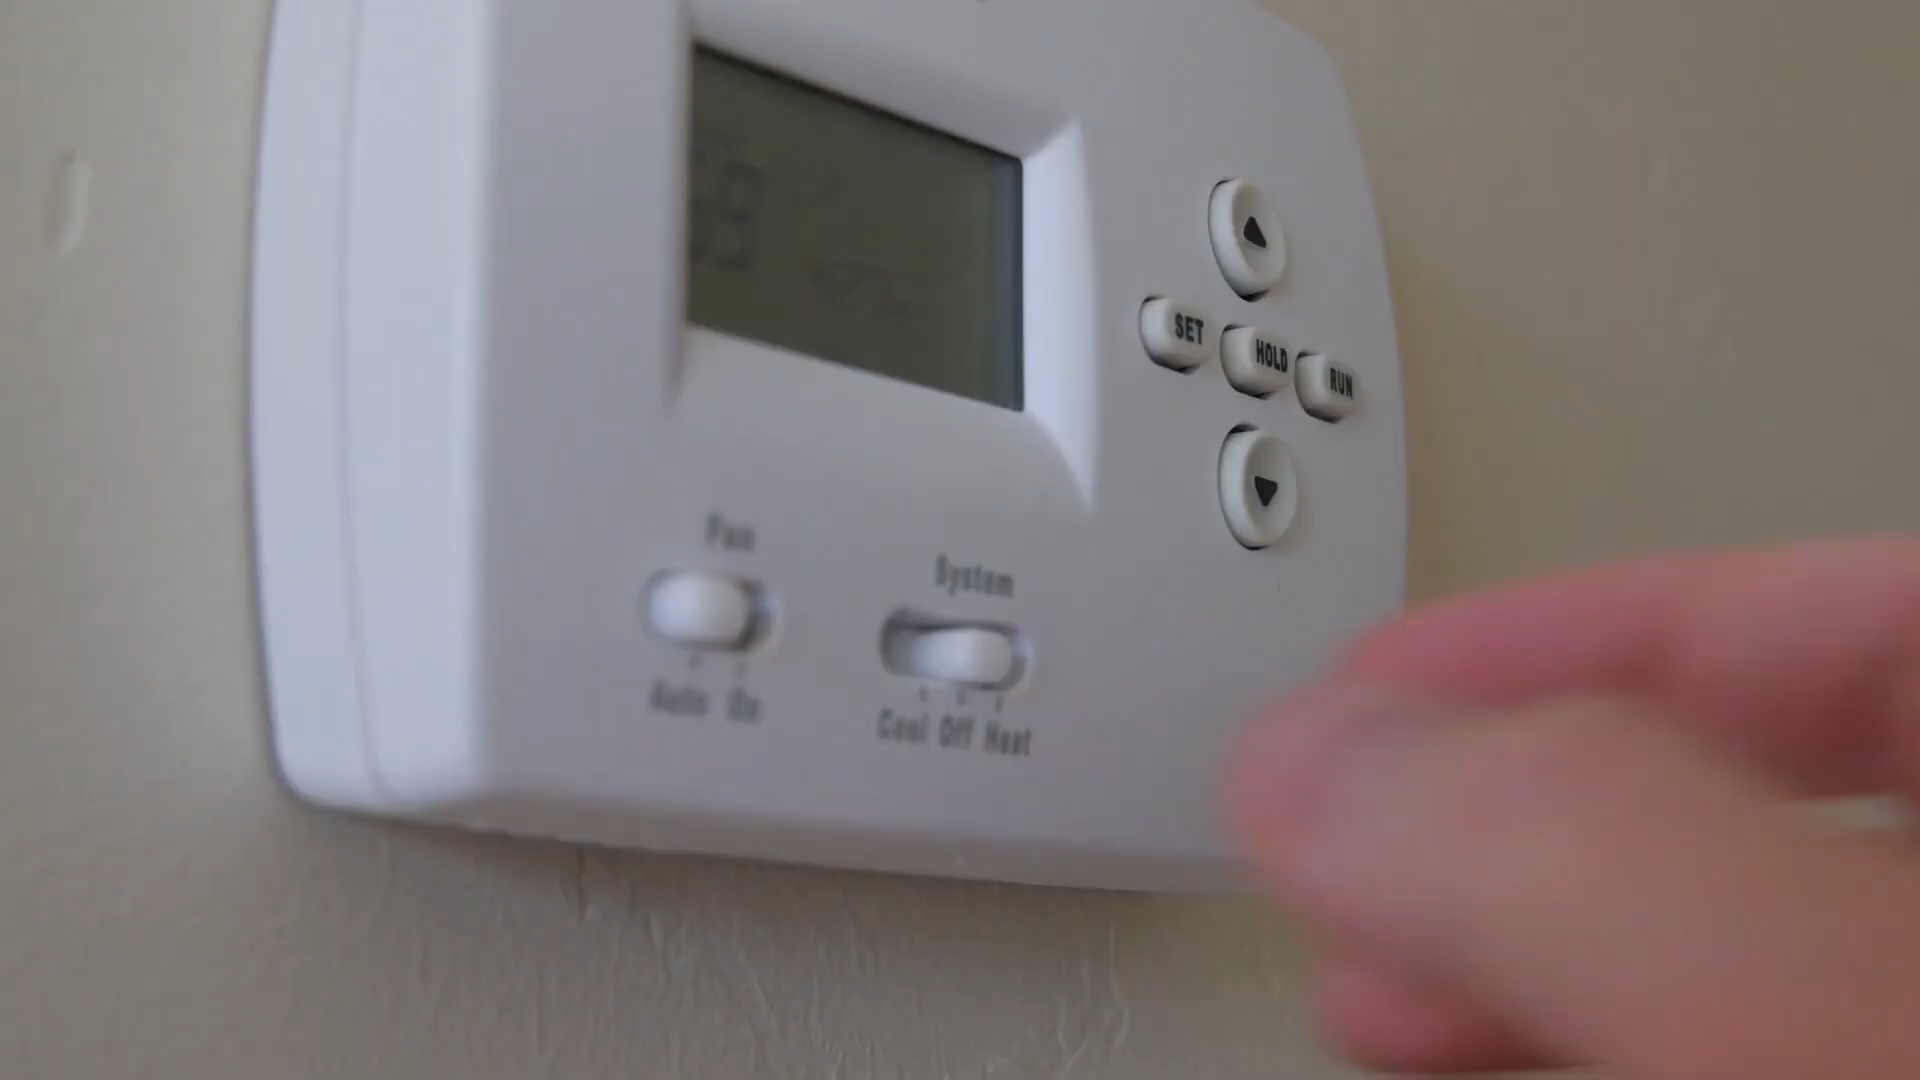 SET HOLD RUN
Fan
System
Auto On
Cool Off Heat